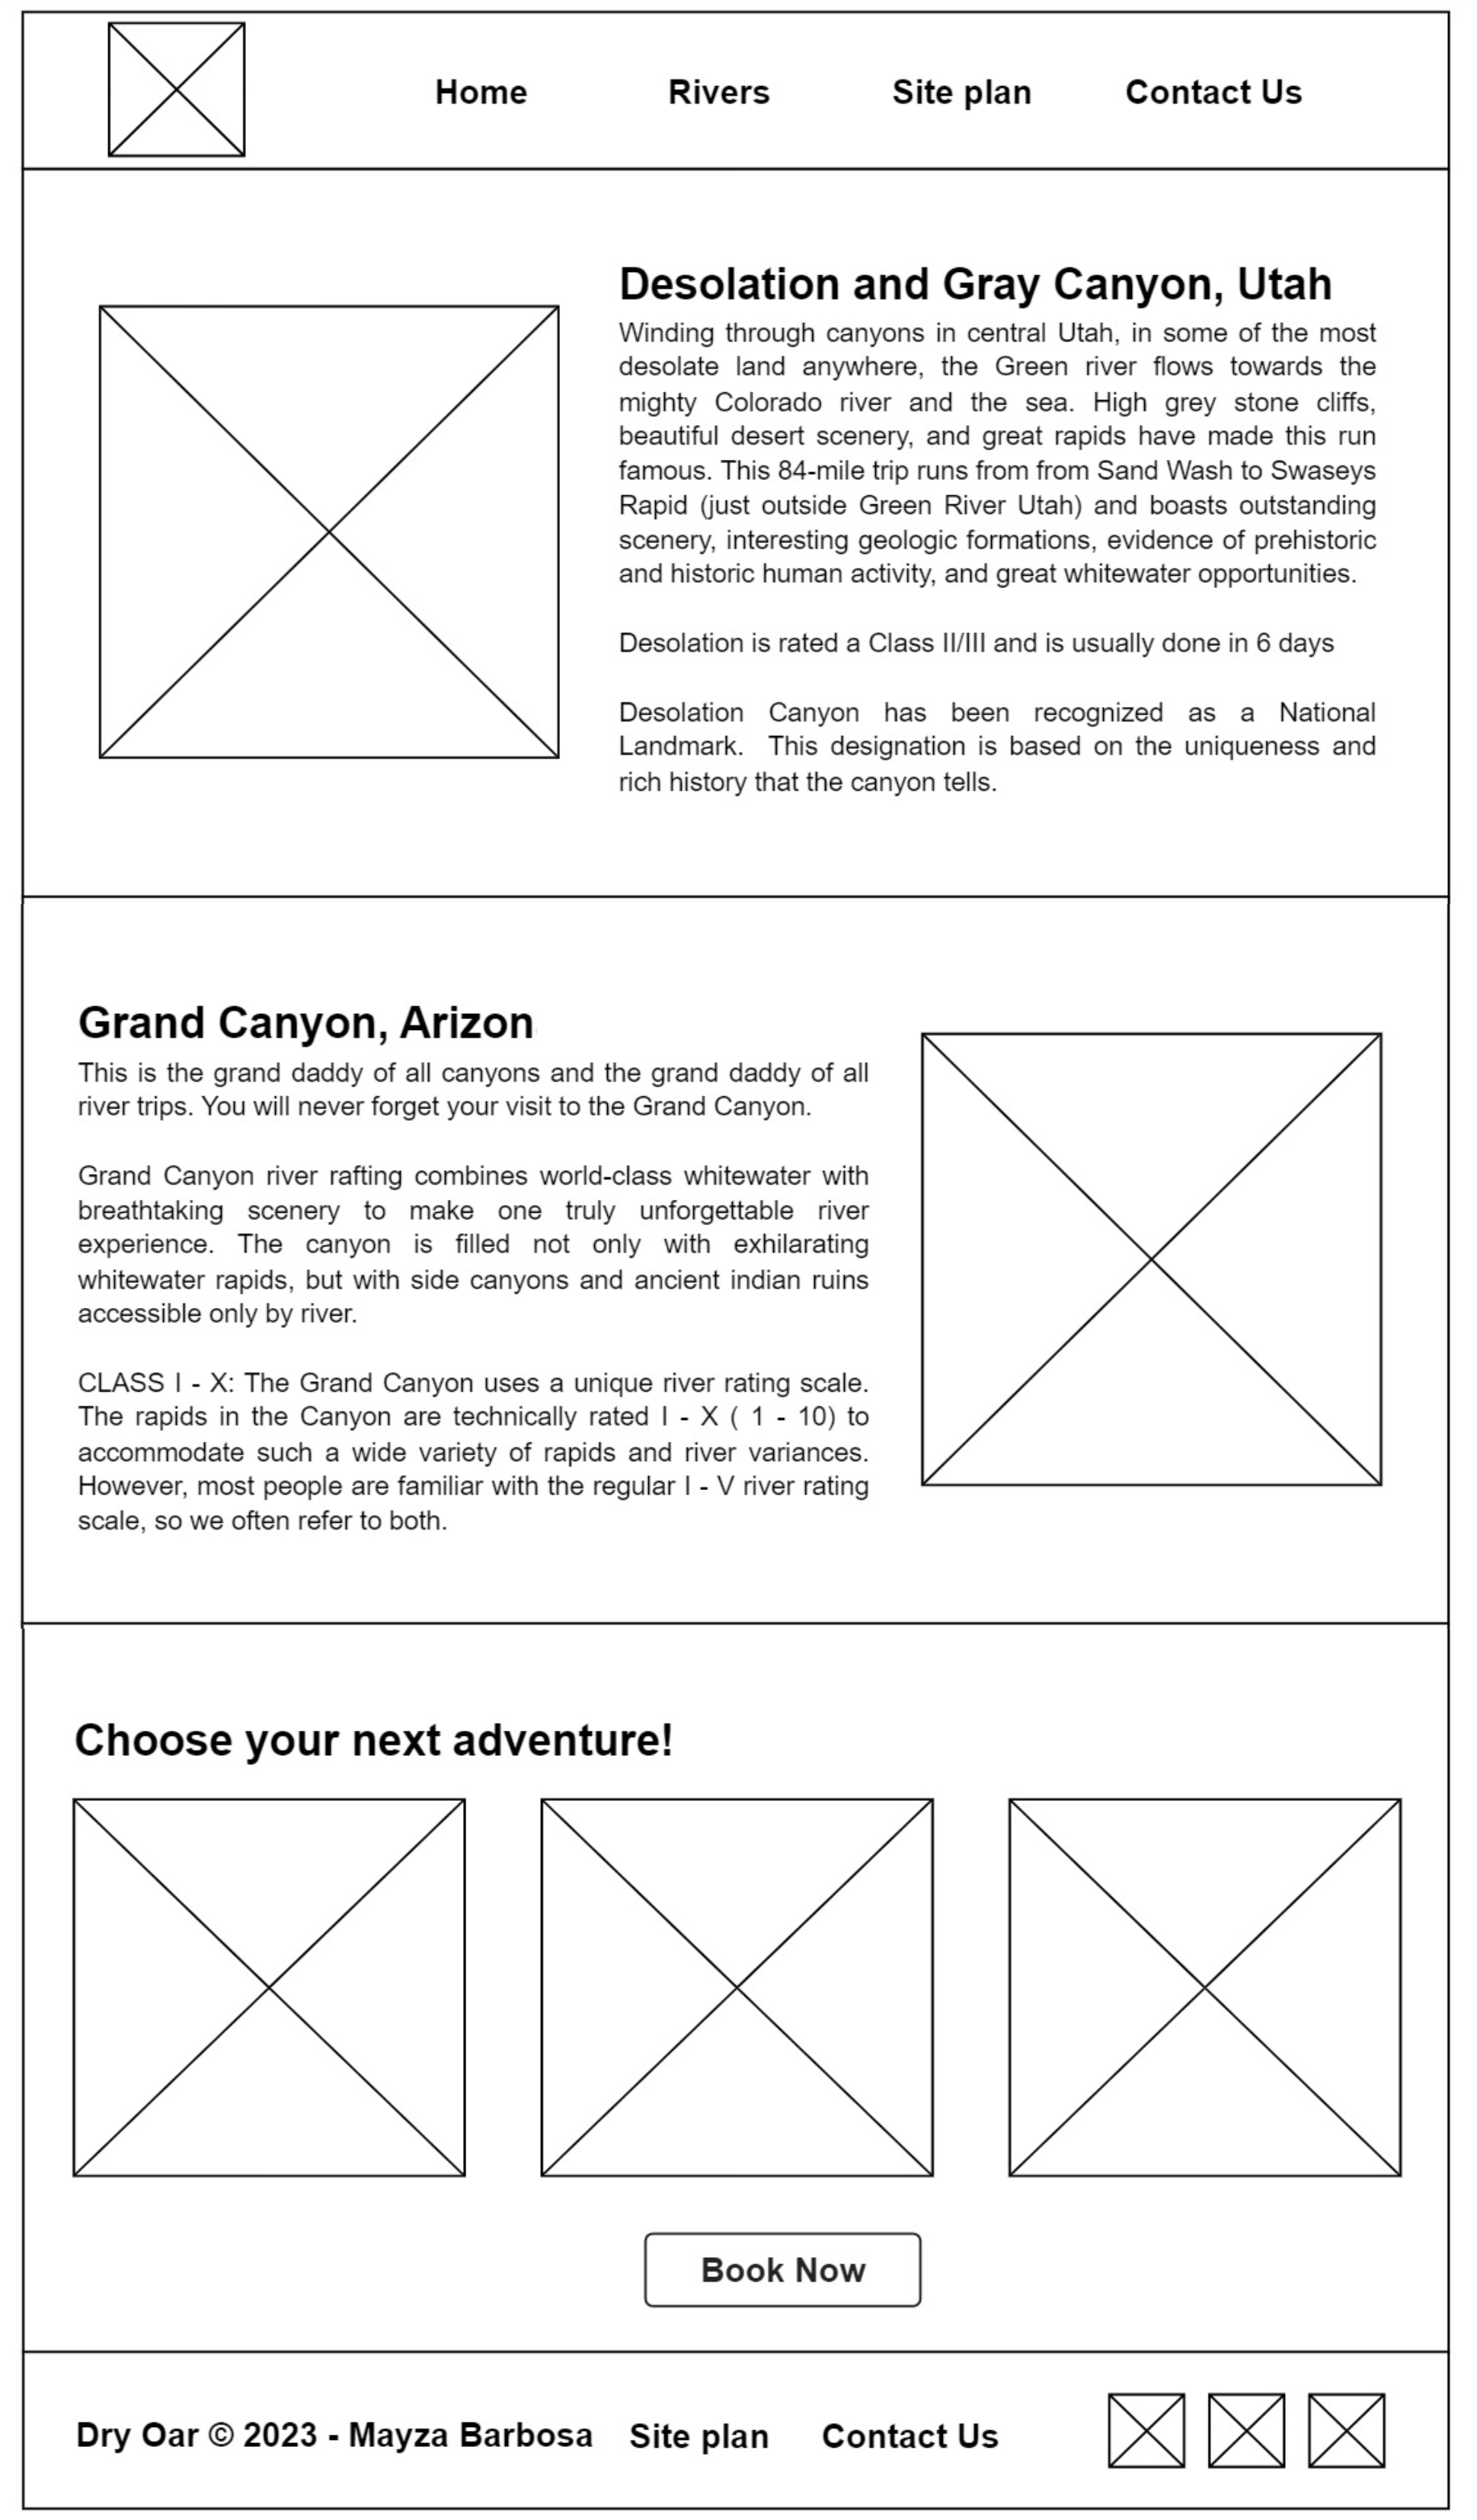 Home Rivers Site plan Contact Us
Desolation and Gray Canyon, Utah
Winding through canyons in central Utah, in some of the most
desolate land anywhere, the Green river flows towards the
mighty Colorado river and the sea. High grey stone cliffs,
beautiful desert scenery, and great rapids have made this run
famous. This 84-mile trip runs from from Sand Wash to Swaseys
Rapid (just outside Green River Utah) and boasts outstanding
scenery, interesting geologic formations, evidence of prehistoric
and historic human activity, and great whitewater opportunities.
Desolation is rated a Class II/III and is usually done in 6 days
Desolation Canyon has been recognized as a National
Landmark. This designation is based on the uniqueness and
rich history that the canyon tells.
Grand Canyon, Arizon
This is the grand daddy of all canyons and the grand daddy of all
river trips. You will never forget your visit to the Grand Canyon.
Grand Canyon river rafting combines world-class whitewater with
breathtaking scenery to make one truly unforgettable river
experience. The canyon is filled not only with exhilarating
whitewater rapids, but with side canyons and ancient indian ruins
accessible only by river.
CLASS I - X: The Grand Canyon uses a unique river rating scale.
The rapids in the Canyon are technically rated I - X ( 1 - 10) to
accommodate such a wide variety of rapids and river variances.
However, most people are familiar with the regular I - V river rating
scale, so we often refer to both.
Choose your next adventure!
Book Now
Dry Oar © 2023 - Mayza Barbosa Site plan Contact Us